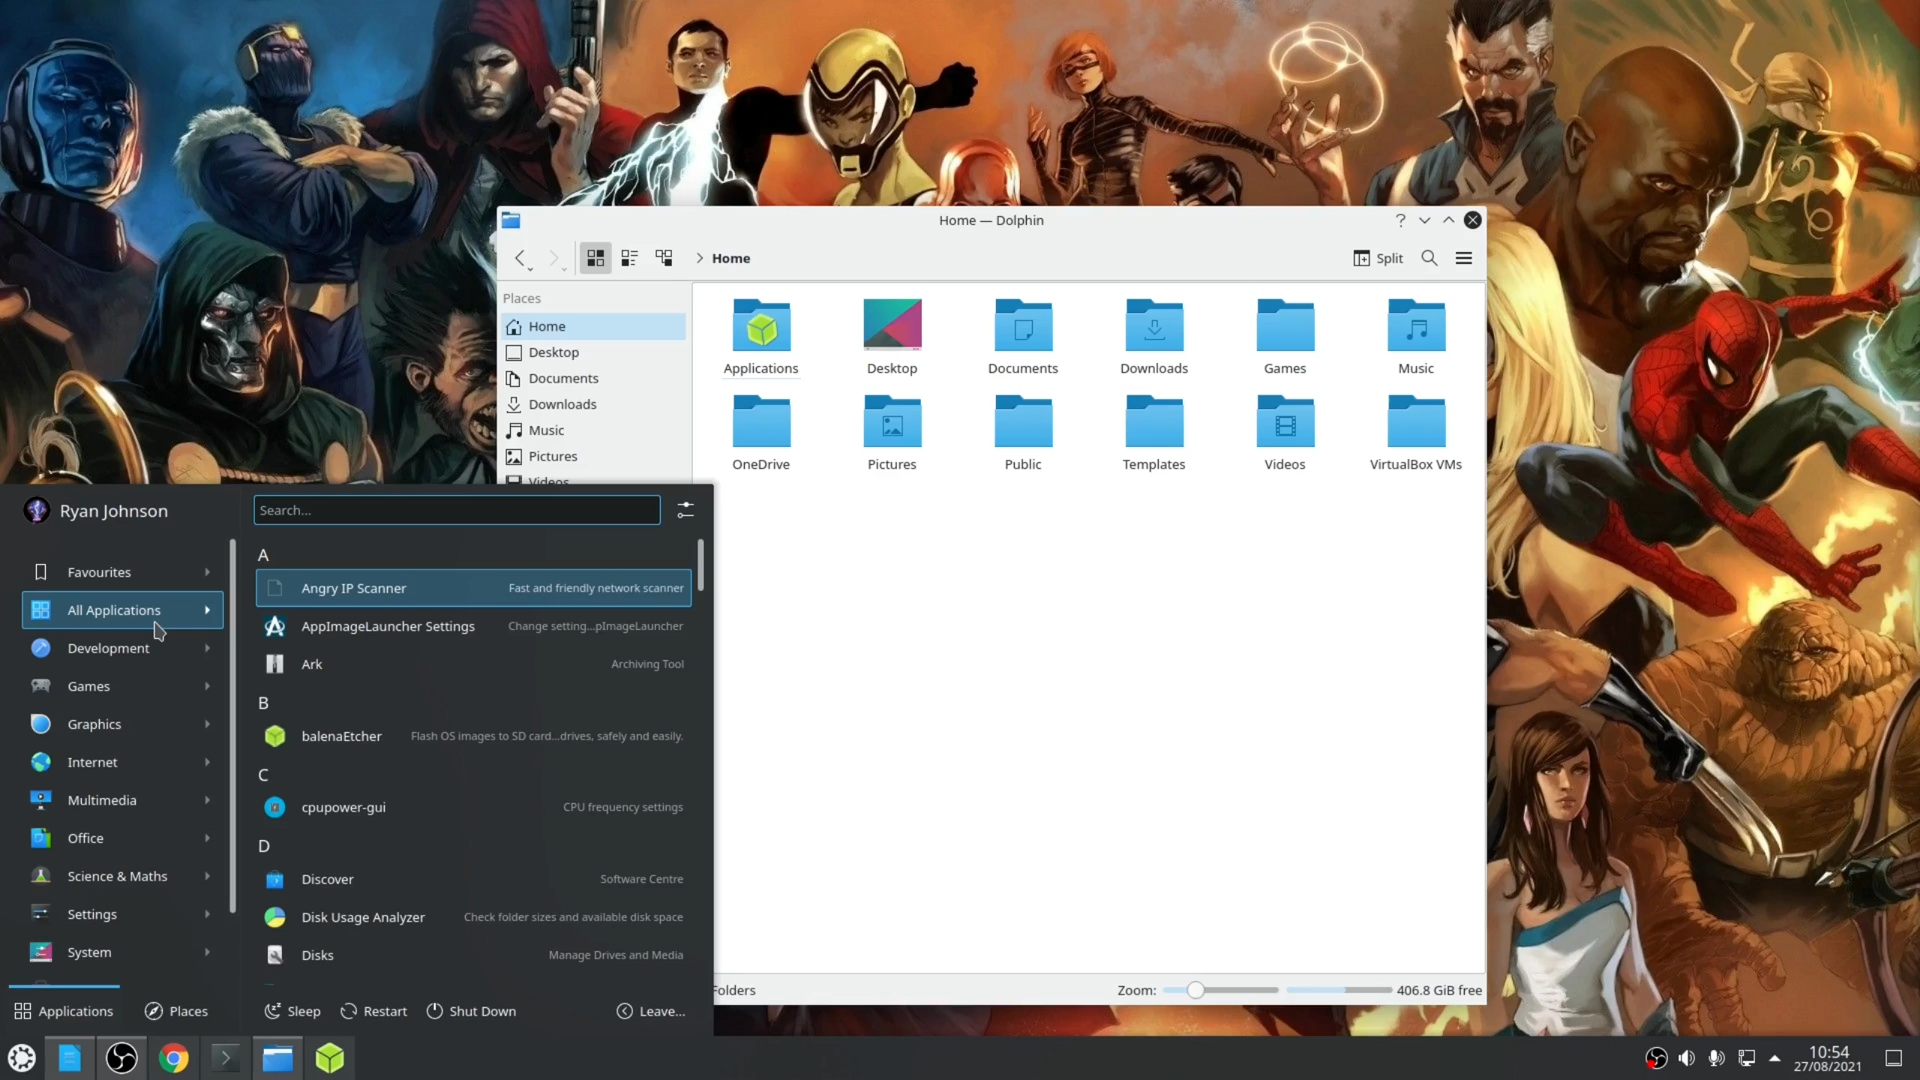 Home — Dolphin
Home
Split
Places
Home
Desktop
Documents
Downloads
Music
Pictures
Videos
Applications
Desktop
Documents
Downloads
Games
Music
OneDrive
Pictures
Public
Templates
Videos
VirtualBox VMs
Folders
Zoom:
406.8 GiB free
Ryan Johnson
Search...
Favourites
All Applications
Development
Games
Graphics
Internet
Multimedia
Office
Science & Maths
Settings
System
A
Angry IP Scanner Fast and friendly network scanner
AppImageLauncher Settings Change setting...pImageLauncher
Ark Archiving Tool
B
balenaEtcher Flash OS images to SD card...drives, safely and easily.
C
cpupower-gui CPU frequency settings
D
Discover Software Centre
Disk Usage Analyzer Check folder sizes and available disk space
Disks Manage Drives and Media
Applications Places Sleep Restart Shut Down Leave...
10:54
27/08/2021